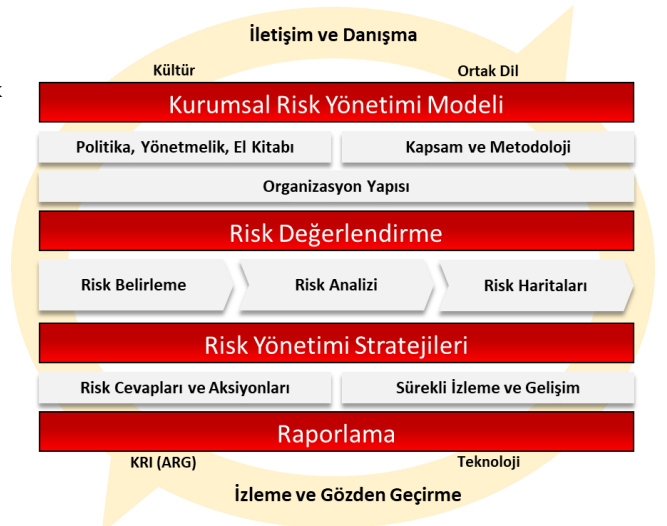 İletişim ve Danışma
Kültür Ortak Dil
Kurumsal Risk Yönetimi Modeli
Politika, Yönetmelik, El Kitabı Kapsam ve Metodoloji
Organizasyon Yapısı
Risk Değerlendirme
Risk Belirleme Risk Analizi Risk Haritaları
Risk Yönetimi Stratejileri
Risk Cevapları ve Aksiyonları Sürekli İzleme ve Gelişim
Raporlama
KRI (ARG) Teknoloji
İzleme ve Gözden Geçirme